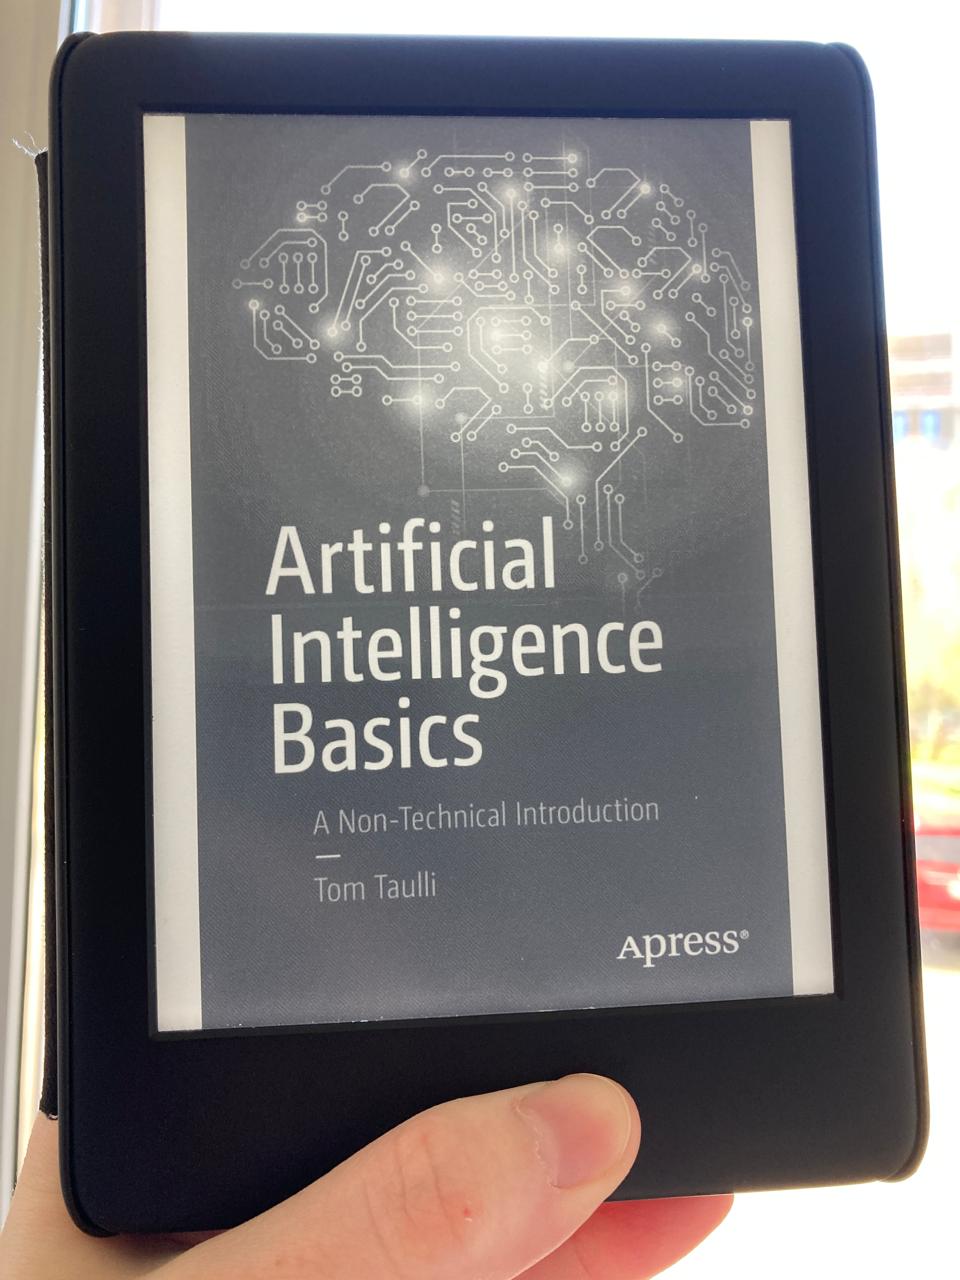 Artificial
Intelligence
Basics
A Non-Technical Introduction
Tom Taulli
Apress®